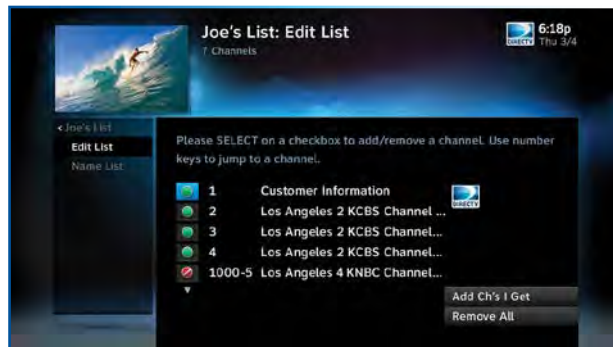 Joe's List: Edit List
7 Channels
DIRECTV
6:18p
Thu 3/4
<Joe's List
Edit List
Name List
Please SELECT on a checkbox to add/remove a channel. Use number
keys to jump to a channel.
1 Customer Information DIRECTV
2 Los Angeles 2 KCBS Channel ...
3 Los Angeles 2 KCBS Channel...
4 Los Angeles 2 KCBS Channel...
1000-5 Los Angeles 4 KNBC Channel...
Add Ch's I Get
Remove All